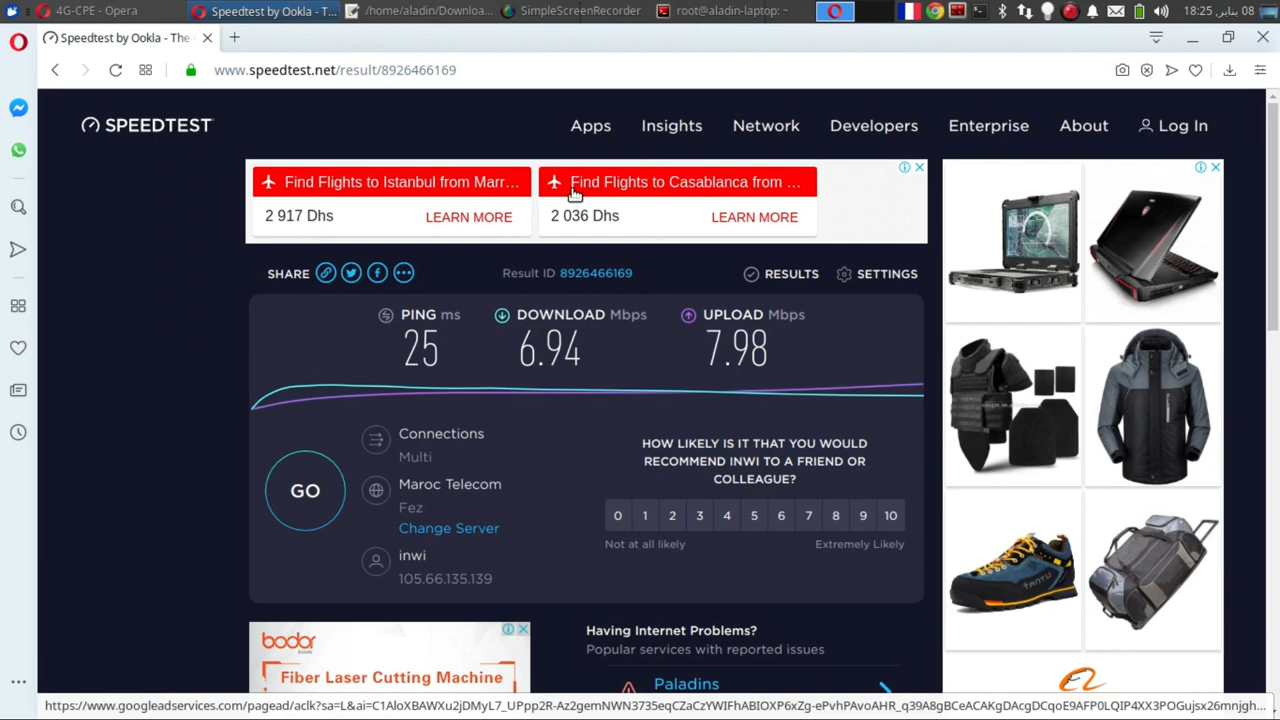 4G-CPE - Opera
Speedtest by Ookla - T...
/home/aladin/Downloa...
SimpleScreenRecorder
root@aladin-laptop: ~
08 يناير, 18:25
Speedtest by Ookla - The
www.speedtest.net/result/8926466169
SPEEDTEST
Apps
Insights
Network
Developers
Enterprise
About
Log In
Find Flights to Istanbul from Marr...
2 917 Dhs
LEARN MORE
Find Flights to Casablanca from ...
2 036 Dhs
LEARN MORE
SHARE
Result ID 8926466169
RESULTS
SETTINGS
PING ms
25
DOWNLOAD Mbps
6.94
UPLOAD Mbps
7.98
GO
Connections
Multi
Maroc Telecom
Fez
Change Server
inwi
105.66.135.139
HOW LIKELY IS IT THAT YOU WOULD
RECOMMEND INWI TO A FRIEND OR
COLLEAGUE?
0 1 2 3 4 5 6 7 8 9 10
Not at all likely
Extremely Likely
bodor
Fiber Laser Cutting Machine
Having Internet Problems?
Popular services with reported issues
Paladins
AOTU